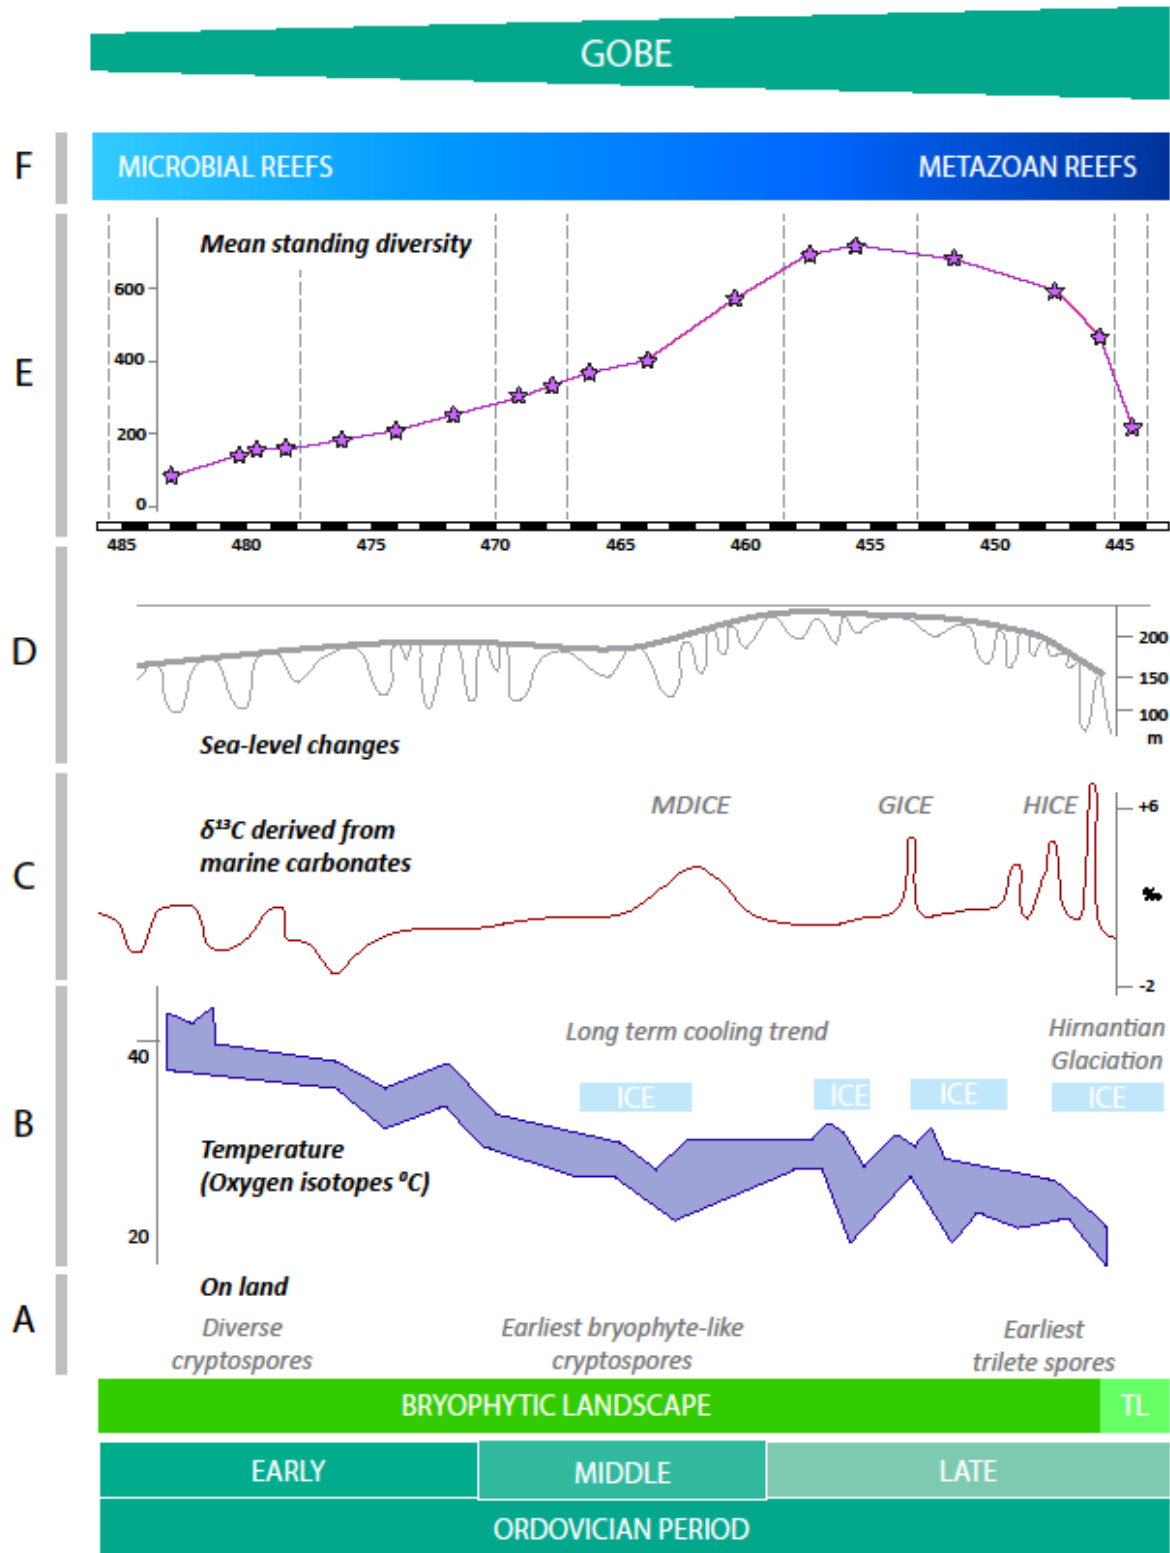 GOBE
F
MICROBIAL REEFS
METAZOAN REEFS
E
Mean standing diversity
600
400
200
0
485 480 475 470 465 460 455 450 445
D
200
150
100
m
Sea-level changes
C
δ¹³C derived from
marine carbonates
MDICE
GICE
HICE
+6
‰
-2
B
Long term cooling trend
Hirnantian
Glaciation
40
ICE ICE ICE ICE
Temperature
(Oxygen isotopes ⁰C)
20
A
On land
Diverse
cryptospores
Earliest bryophyte-like
cryptospores
Earliest
trilete spores
BRYOPHYTIC LANDSCAPE
TL
EARLY
MIDDLE
LATE
ORDOVICIAN PERIOD